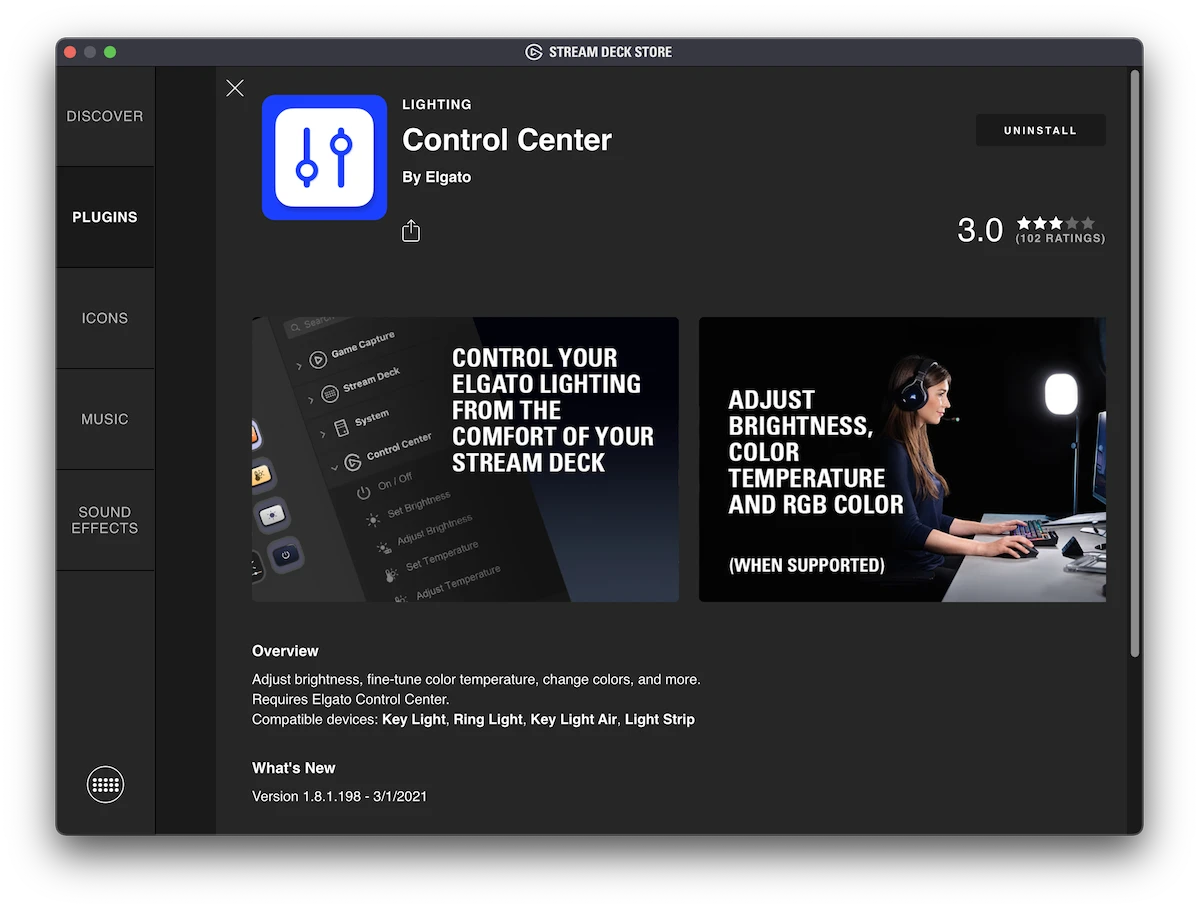 STREAM DECK STORE
DISCOVER
PLUGINS
ICONS
MUSIC
SOUND
EFFECTS
LIGHTING
Control Center
By Elgato
UNINSTALL
3.0
(102 RATINGS)
Search
Game Capture
Stream Deck
System
Control Center
On / Off
Set Brightness
Adjust Brightness
Set Temperature
Adjust Temperature
CONTROL YOUR
ELGATO LIGHTING
FROM THE
COMFORT OF YOUR
STREAM DECK
ADJUST
BRIGHTNESS,
COLOR
TEMPERATURE
AND RGB COLOR
(WHEN SUPPORTED)
Overview
Adjust brightness, fine-tune color temperature, change colors, and more.
Requires Elgato Control Center.
Compatible devices: Key Light, Ring Light, Key Light Air, Light Strip
What's New
Version 1.8.1.198 - 3/1/2021